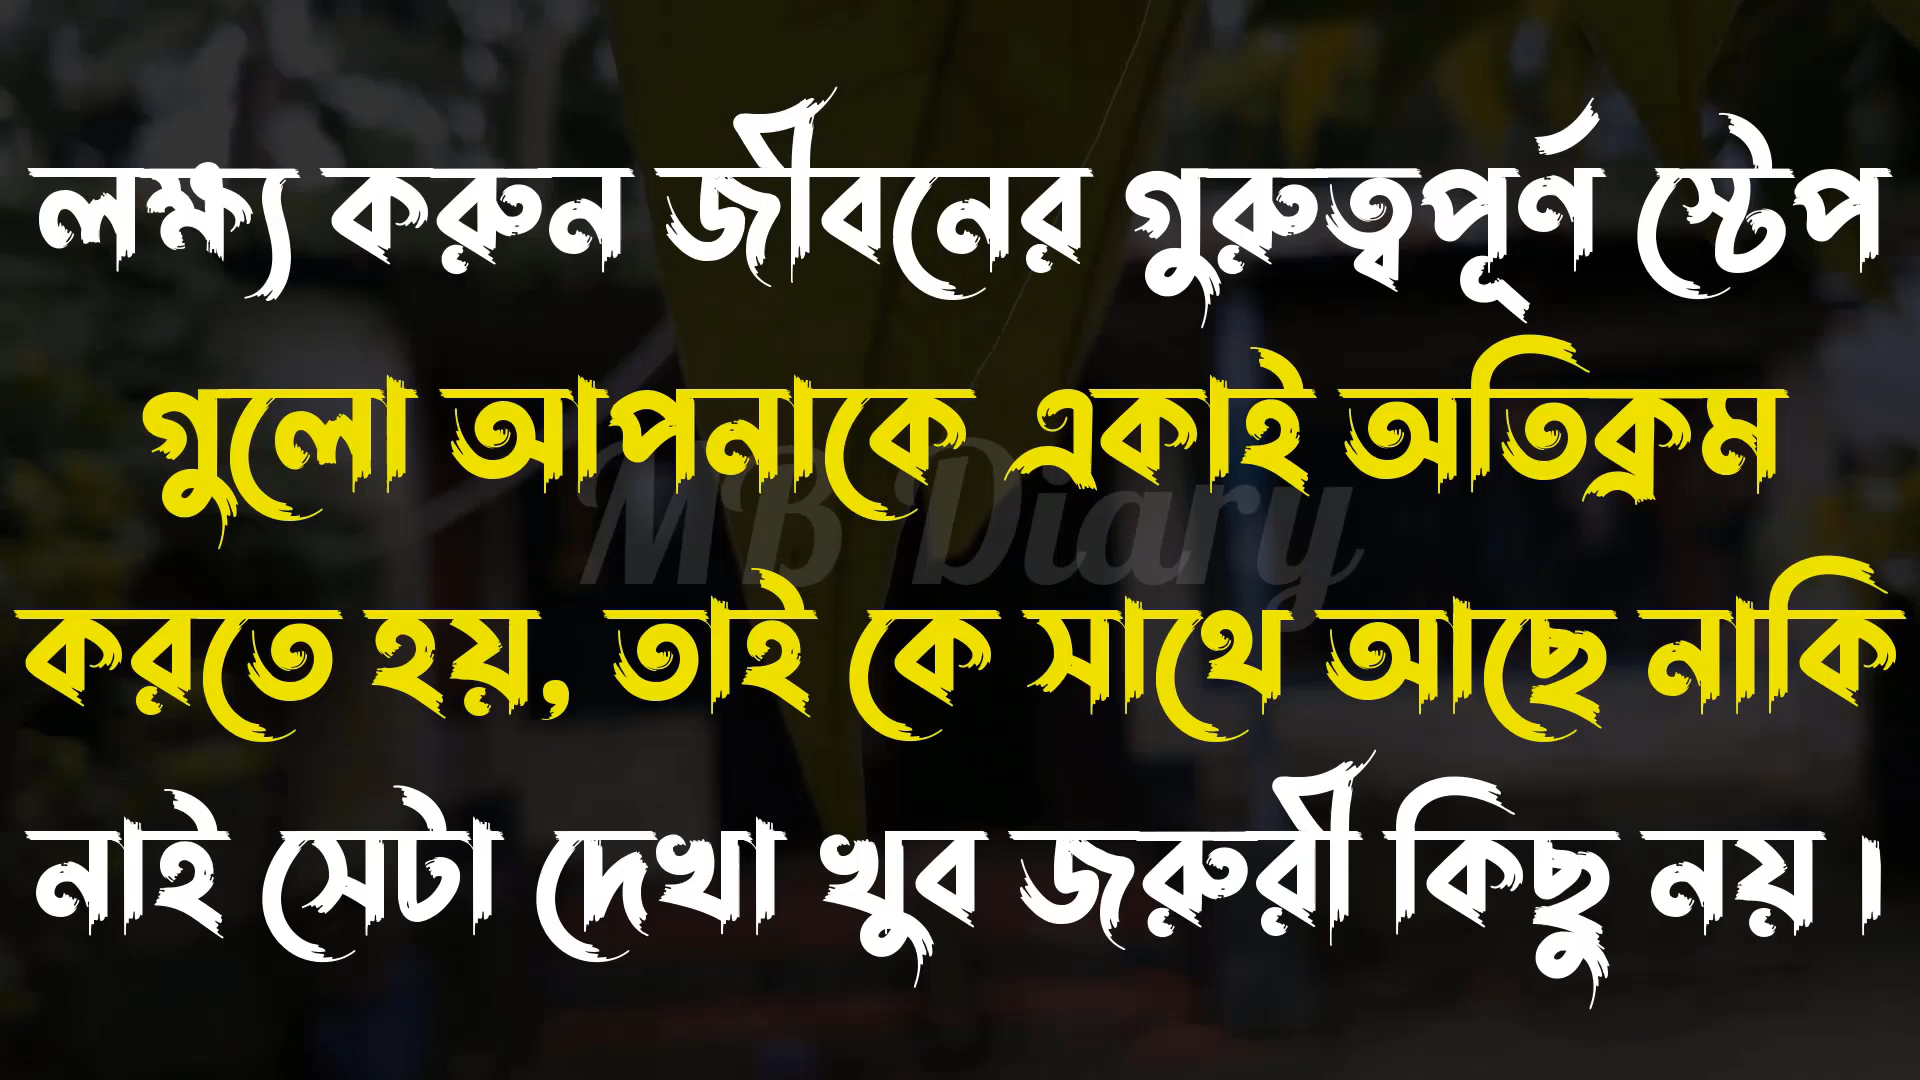 লক্ষ্য করুন জীবনের গুরুত্বপূর্ণ স্টেপ
গুলো আপনাকে একাই অতিক্রম
MB Diary
করতে হয়, তাই কে সাথে আছে নাকি
নাই সেটা দেখা খুব জরুরী কিছু নয় ।